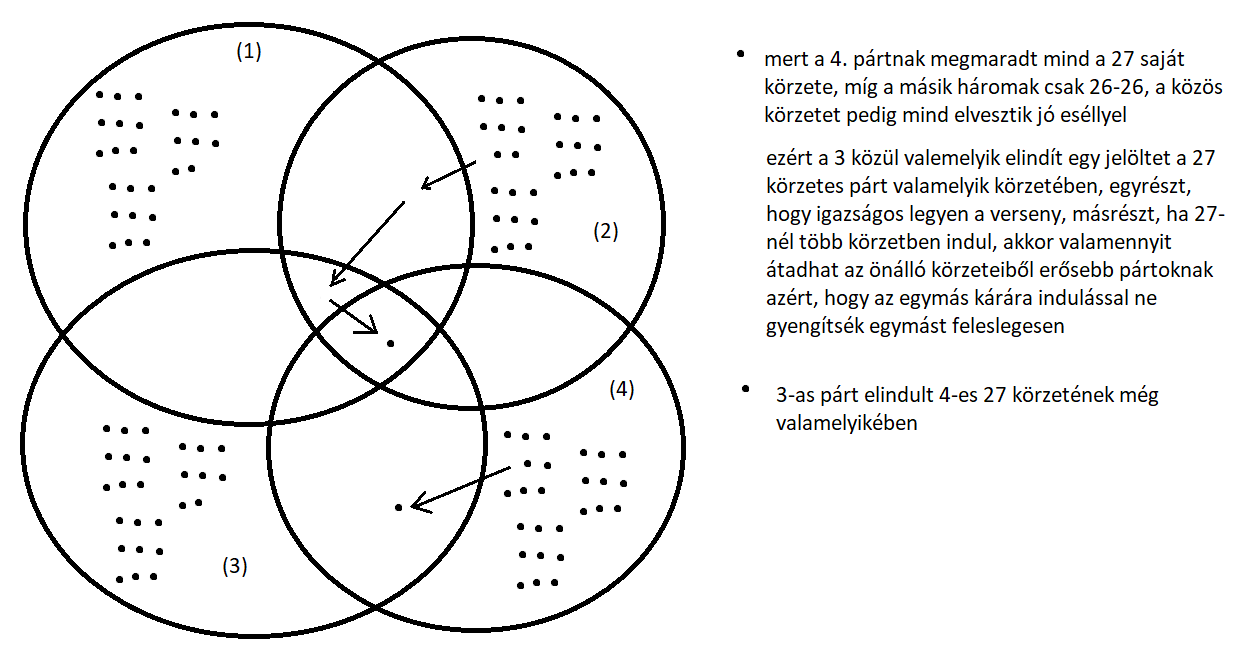 (1)
(2)
(4)
(3)
mert a 4. pártnak megmaradt mind a 27 saját
körzete, míg a másik háromak csak 26-26, a közös
körzetet pedig mind elvesztik jó eséllyel
ezért a 3 közül valemelyik elindít egy jelöltet a 27
körzetes párt valamelyik körzetében, egyrészt,
hogy igazságos legyen a verseny, másrészt, ha 27-
nél több körzetben indul, akkor valamennyit
átadhat az önálló körzeteiből erősebb pártoknak
azért, hogy az egymás kárára indulással ne
gyengítsék egymást feleslegesen
3-as párt elindult 4-es 27 körzetének még
valamelyikében